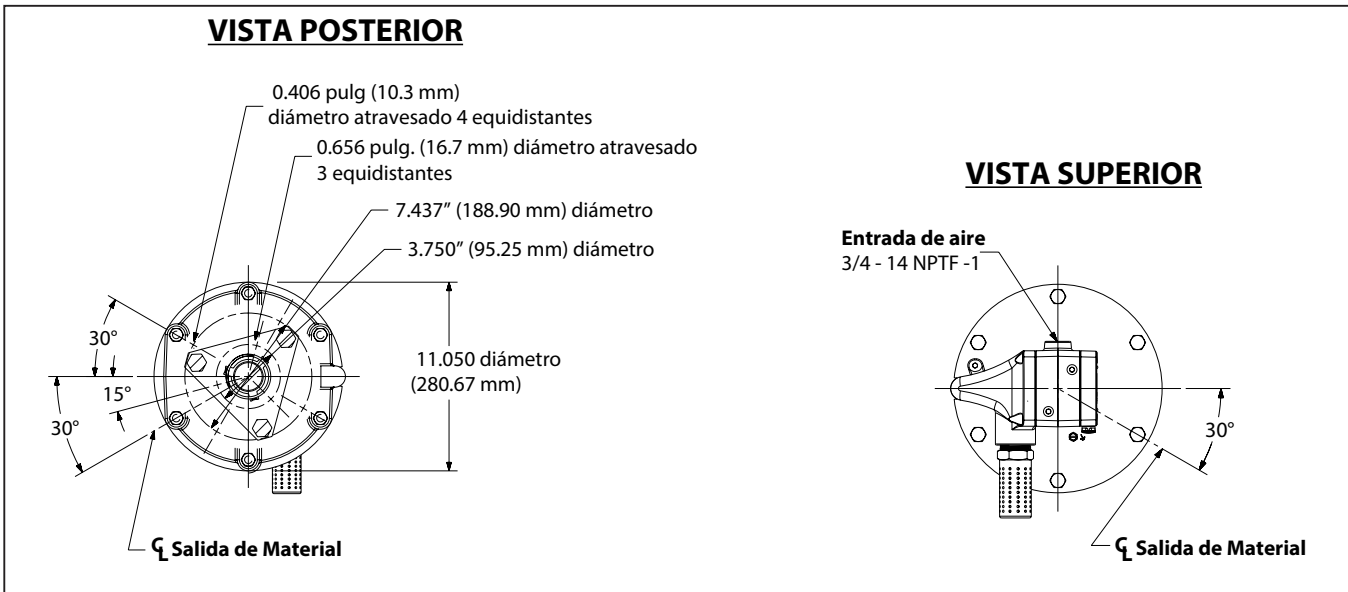 VISTA POSTERIOR
0.406 pulg (10.3 mm)
diámetro atravesado 4 equidistantes
0.656 pulg. (16.7 mm) diámetro atravesado
3 equidistantes
7.437” (188.90 mm) diámetro
3.750” (95.25 mm) diámetro
30°
15°
30°
11.050 diámetro
(280.67 mm)
℄ Salida de Material
VISTA SUPERIOR
Entrada de aire
3/4 - 14 NPTF -1
30°
℄ Salida de Material